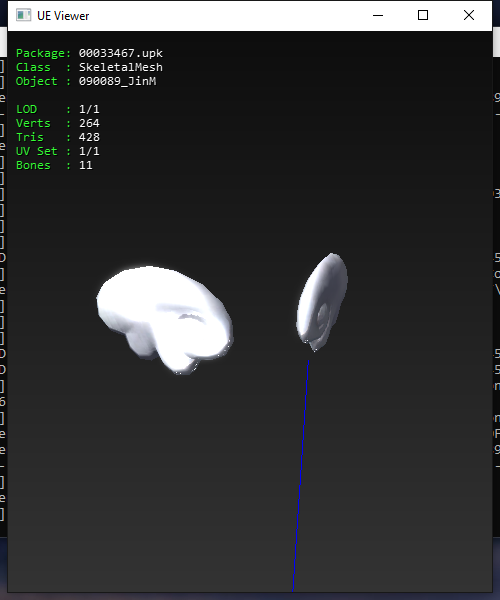 UE Viewer
Package: 00033467.upk
Class : SkeletalMesh
Object : 090089_JinM
LOD : 1/1
Verts : 264
Tris : 428
UV Set : 1/1
Bones : 11